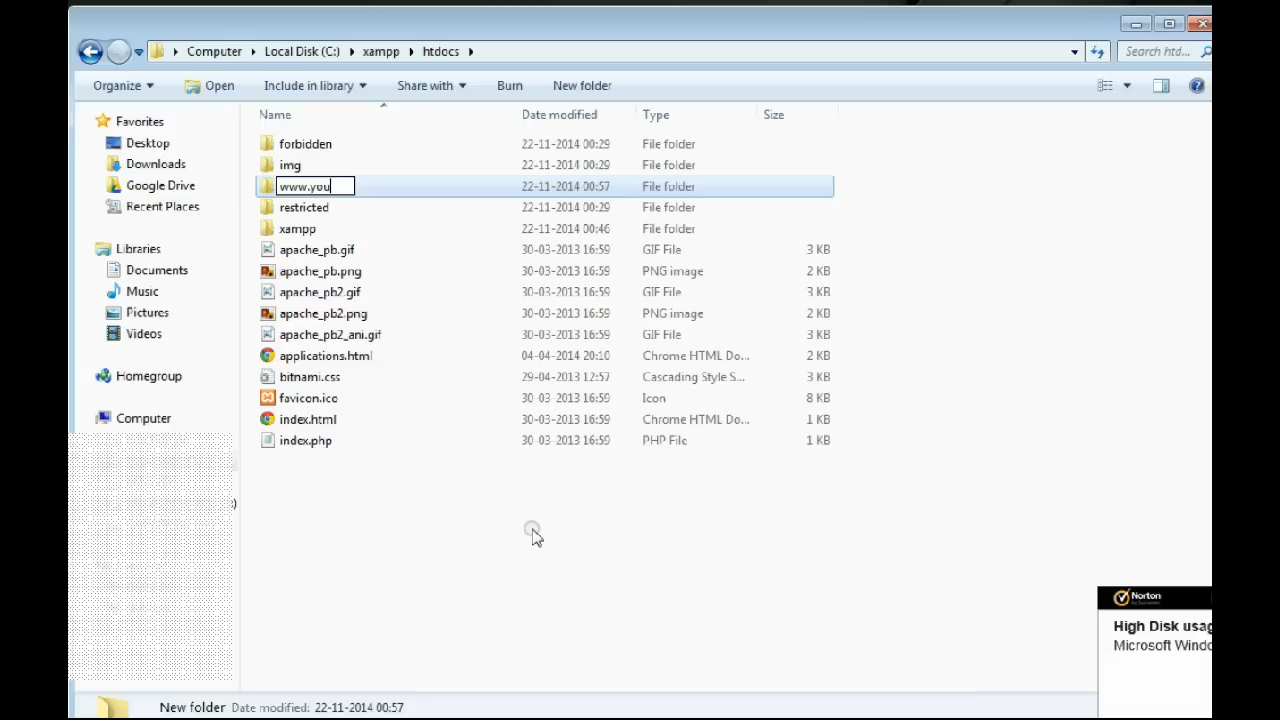 Computer Local Disk (C:) xampp htdocs Search htd...
Organize Open Include in library Share with Burn New folder
Name Date modified Type Size
Favorites
Desktop
Downloads
Google Drive
Recent Places
Libraries
Documents
Music
Pictures
Videos
Homegroup
Computer
forbidden 22-11-2014 00:29 File folder
img 22-11-2014 00:29 File folder
www.you 22-11-2014 00:57 File folder
restricted 22-11-2014 00:29 File folder
xampp 22-11-2014 00:46 File folder
apache_pb.gif 30-03-2013 16:59 GIF File 3 KB
apache_pb.png 30-03-2013 16:59 PNG image 2 KB
apache_pb2.gif 30-03-2013 16:59 GIF File 3 KB
apache_pb2.png 30-03-2013 16:59 PNG image 2 KB
apache_pb2_ani.gif 30-03-2013 16:59 GIF File 3 KB
applications.html 04-04-2014 20:10 Chrome HTML Do... 2 KB
bitnami.css 29-04-2013 12:57 Cascading Style S... 3 KB
favicon.ico 30-03-2013 16:59 Icon 8 KB
index.html 30-03-2013 16:59 Chrome HTML Do... 1 KB
index.php 30-03-2013 16:59 PHP File 1 KB
:)
Norton
High Disk usag
Microsoft Windo
New folder Date modified: 22-11-2014 00:57